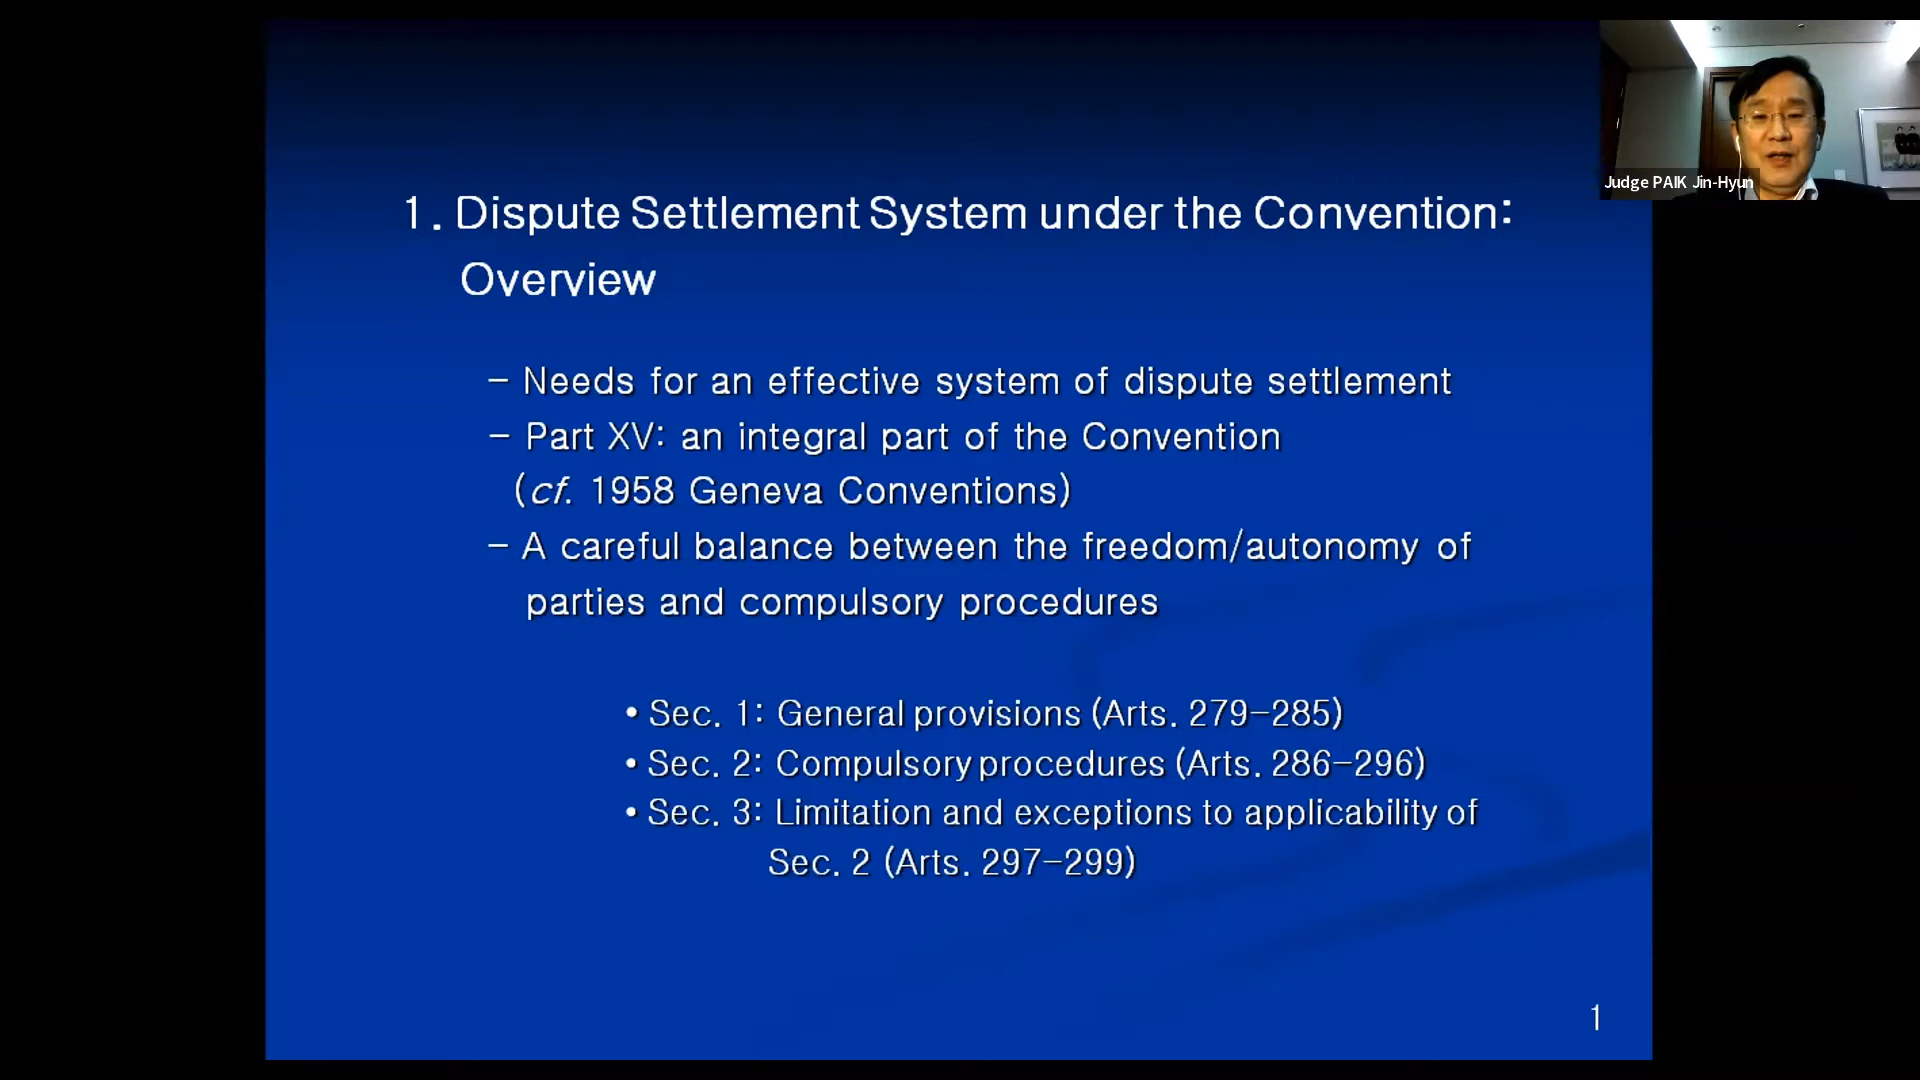 Judge PAIK Jin-Hyun
1. Dispute Settlement System under the Convention:
Overview
– Needs for an effective system of dispute settlement
– Part XV: an integral part of the Convention
(cf. 1958 Geneva Conventions)
– A careful balance between the freedom/autonomy of
parties and compulsory procedures
• Sec. 1: General provisions (Arts. 279–285)
• Sec. 2: Compulsory procedures (Arts. 286–296)
• Sec. 3: Limitation and exceptions to applicability of
Sec. 2 (Arts. 297–299)
1